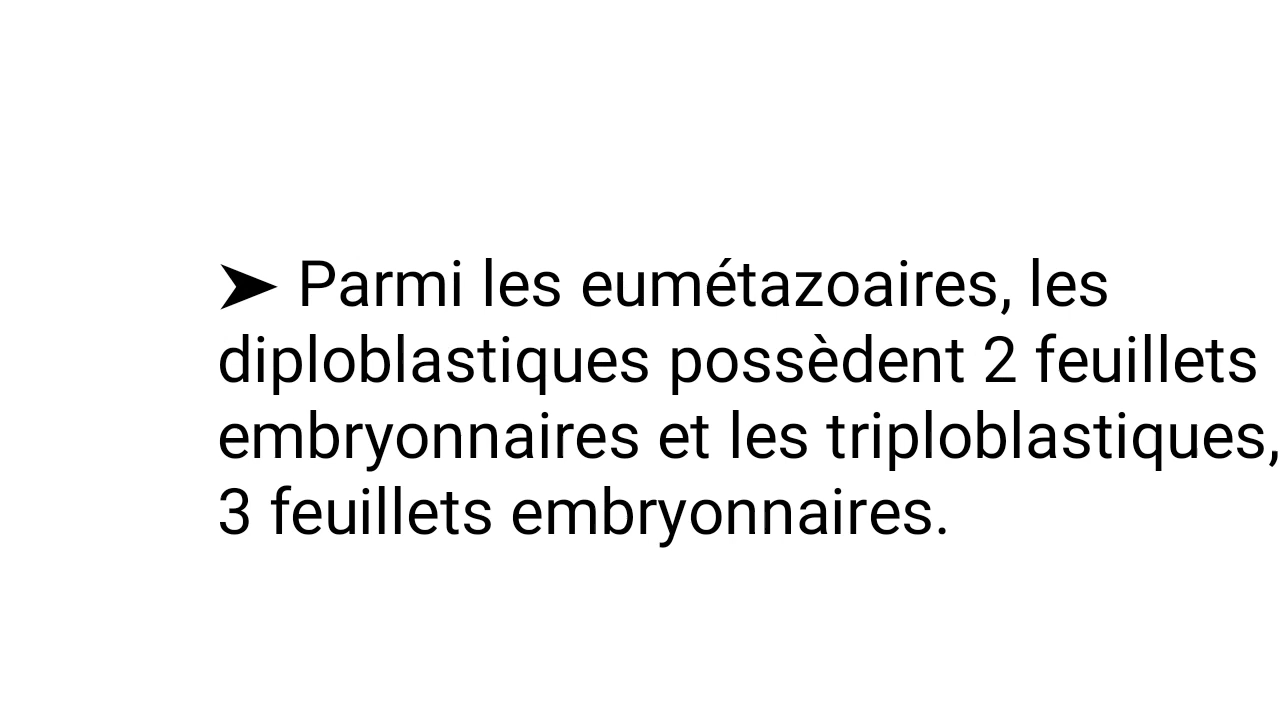 ➤ Parmi les eumétazoaires, les
diploblastiques possèdent 2 feuillets
embryonnaires et les triploblastiques,
3 feuillets embryonnaires.